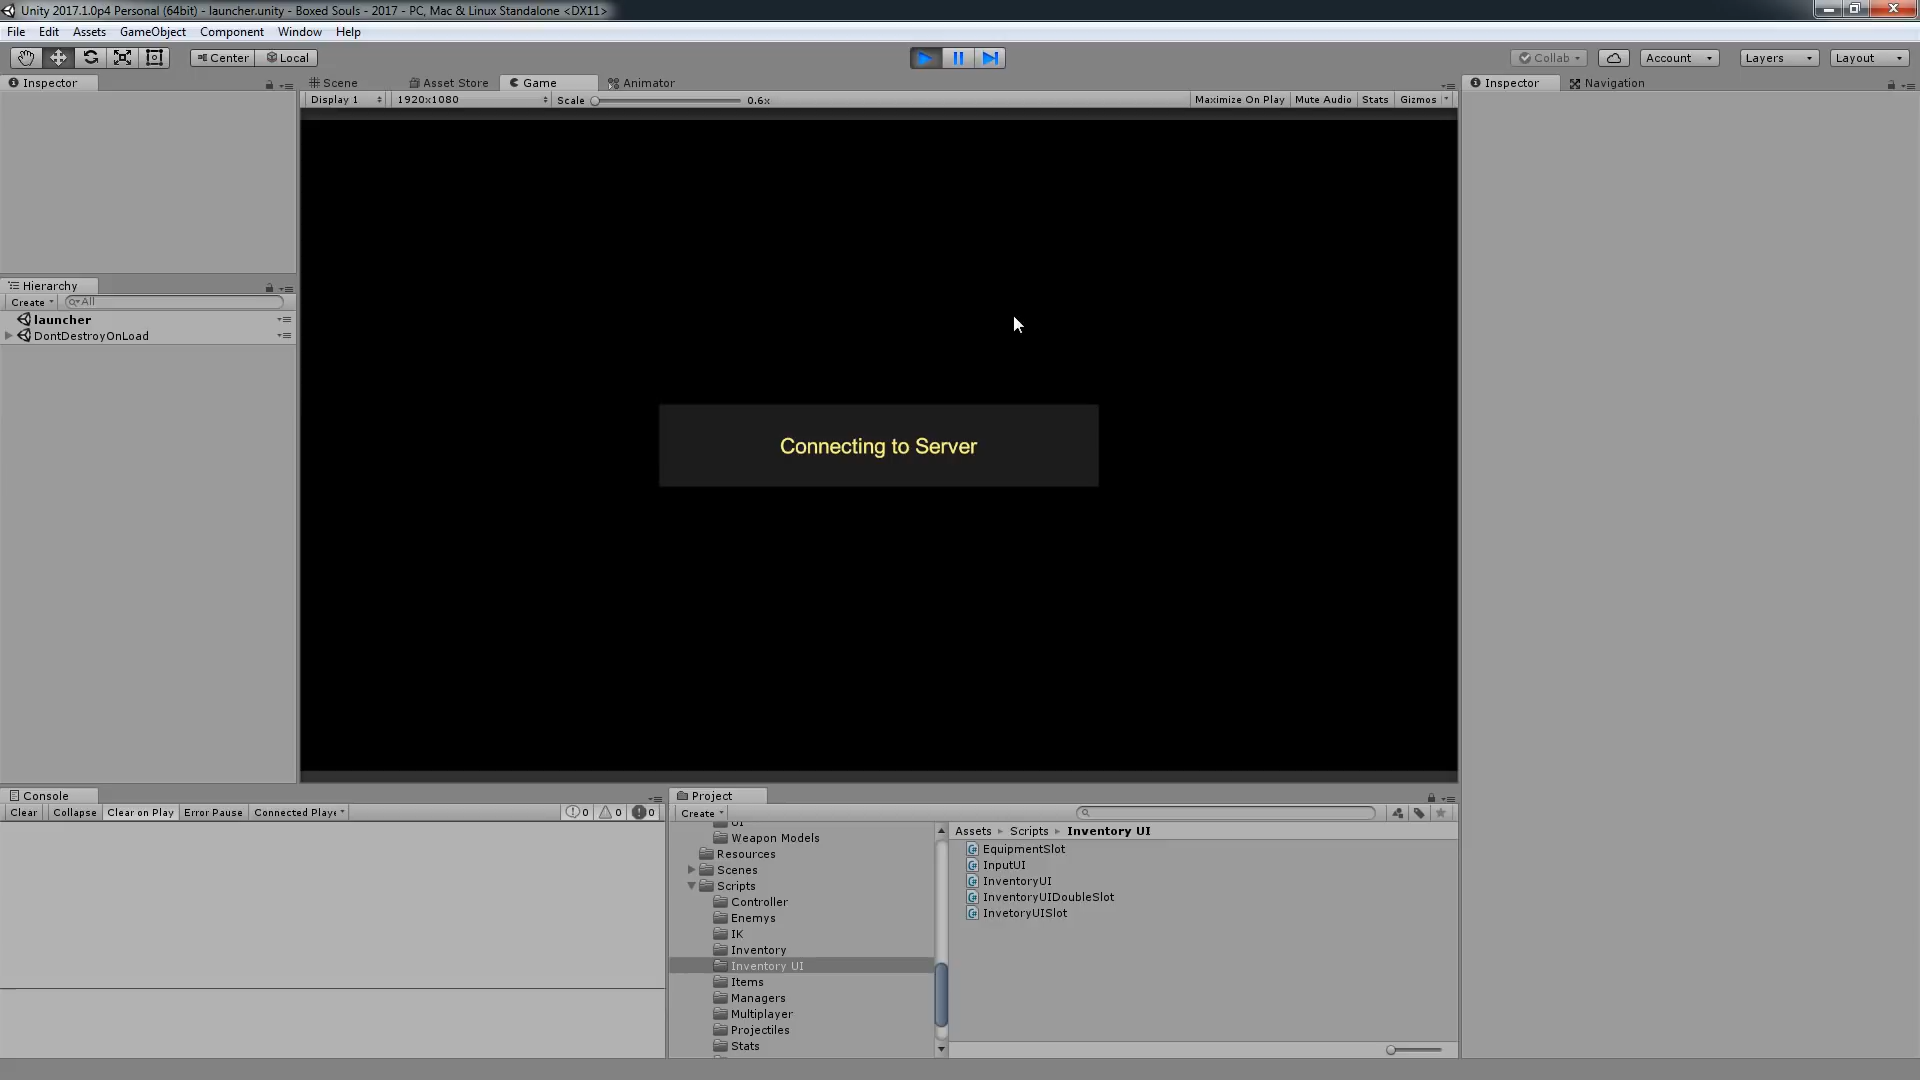 Unity 2017.1.0p4 Personal (64bit) - launcher.unity - Boxed Souls - 2017 - PC, Mac & Linux Standalone <DX11>
File Edit Assets GameObject Component Window Help
Center Local Collab Account Layers Layout
Inspector Scene Asset Store Game Animator Inspector Navigation
Display 1 1920x1080 Scale 0.6x Maximize On Play Mute Audio Stats Gizmos
Hierarchy
Create All
launcher
DontDestroyOnLoad
Connecting to Server
Console
Clear Collapse Clear on Play Error Pause Connected Playe 0 0 0
Project
Create
UI
Weapon Models
Resources
Scenes
Scripts
Controller
Enemys
IK
Inventory
Inventory UI
Items
Managers
Multiplayer
Projectiles
Stats
Assets Scripts Inventory UI
EquipmentSlot
InputUI
InventoryUI
InventoryUIDoubleSlot
InvetoryUISlot